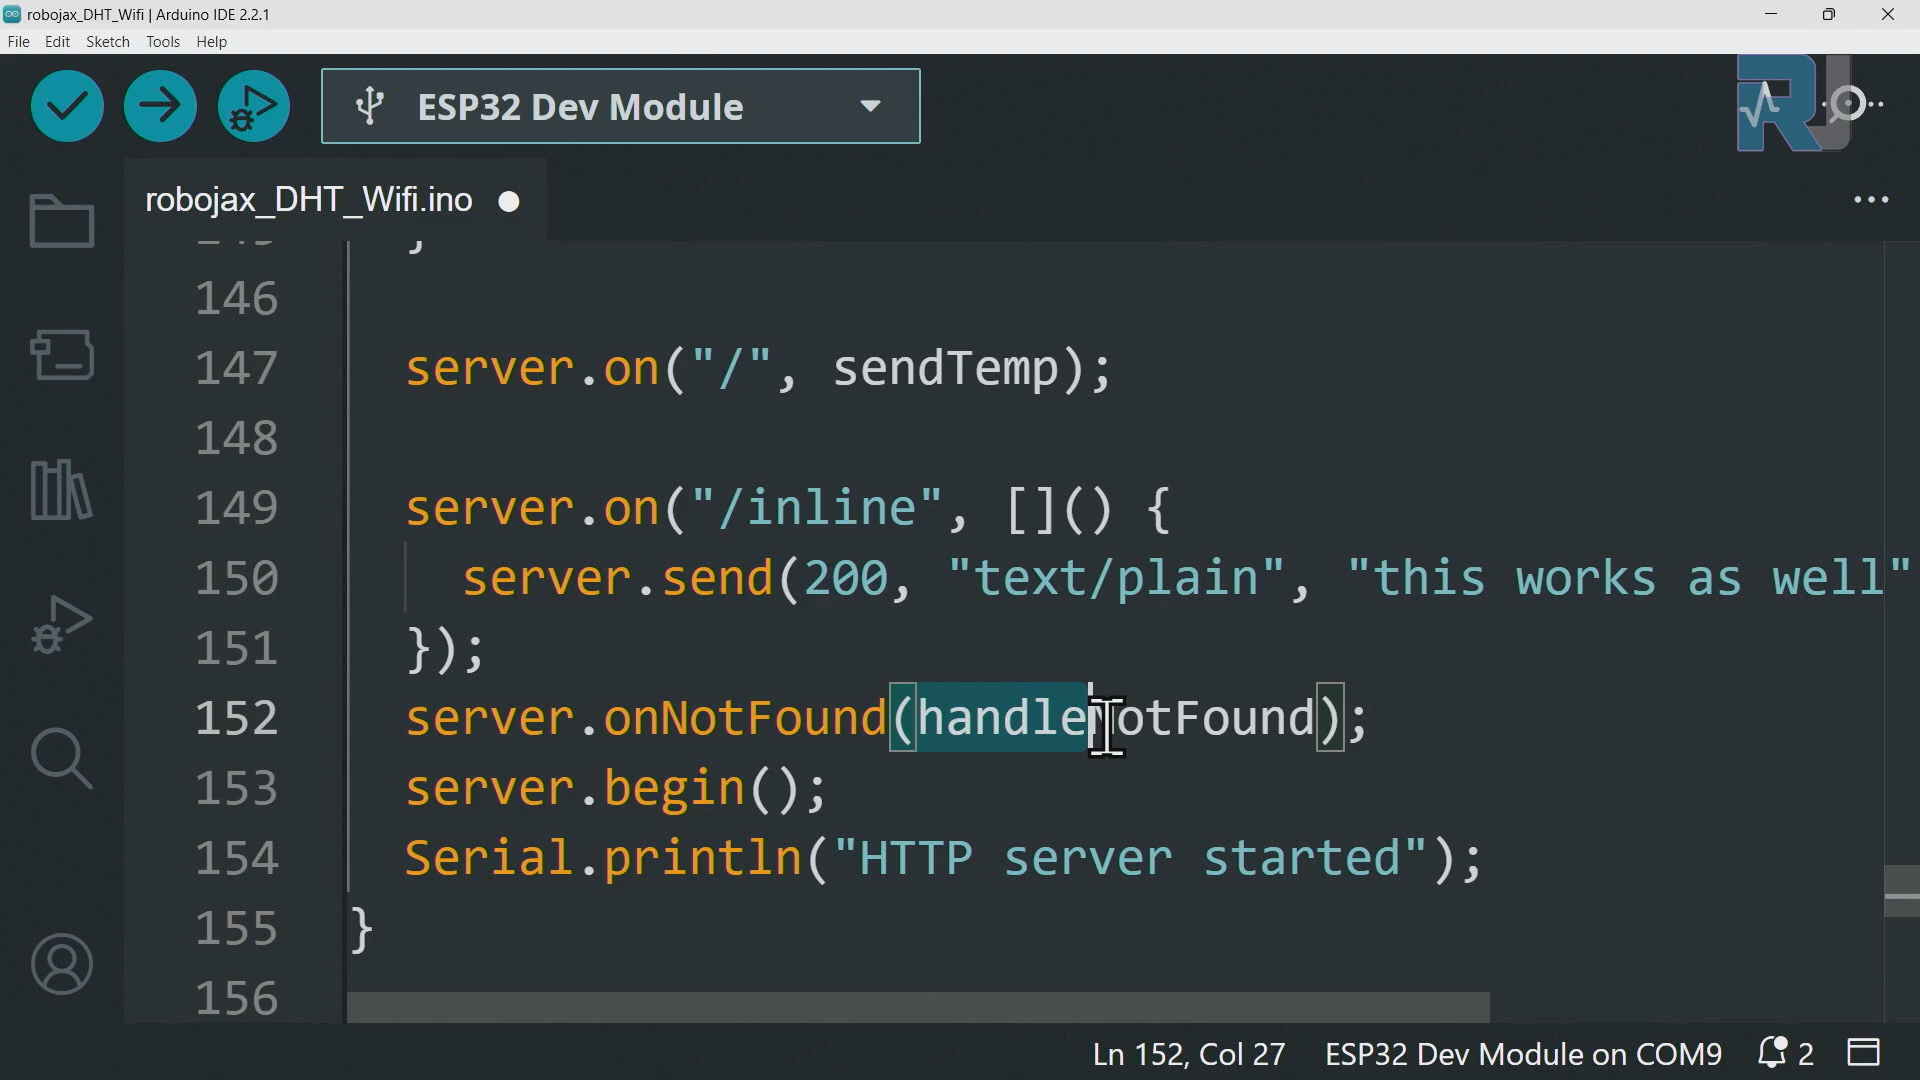 robojax_DHT_Wifi | Arduino IDE 2.2.1
File Edit Sketch Tools Help
ESP32 Dev Module
RJ
robojax_DHT_Wifi.ino
146
147 server.on("/", sendTemp);
148
149 server.on("/inline", []() {
150 server.send(200, "text/plain", "this works as well"
151 });
152 server.onNotFound(handleNotFound);
153 server.begin();
154 Serial.println("HTTP server started");
155 }
156
Ln 152, Col 27 ESP32 Dev Module on COM9 2